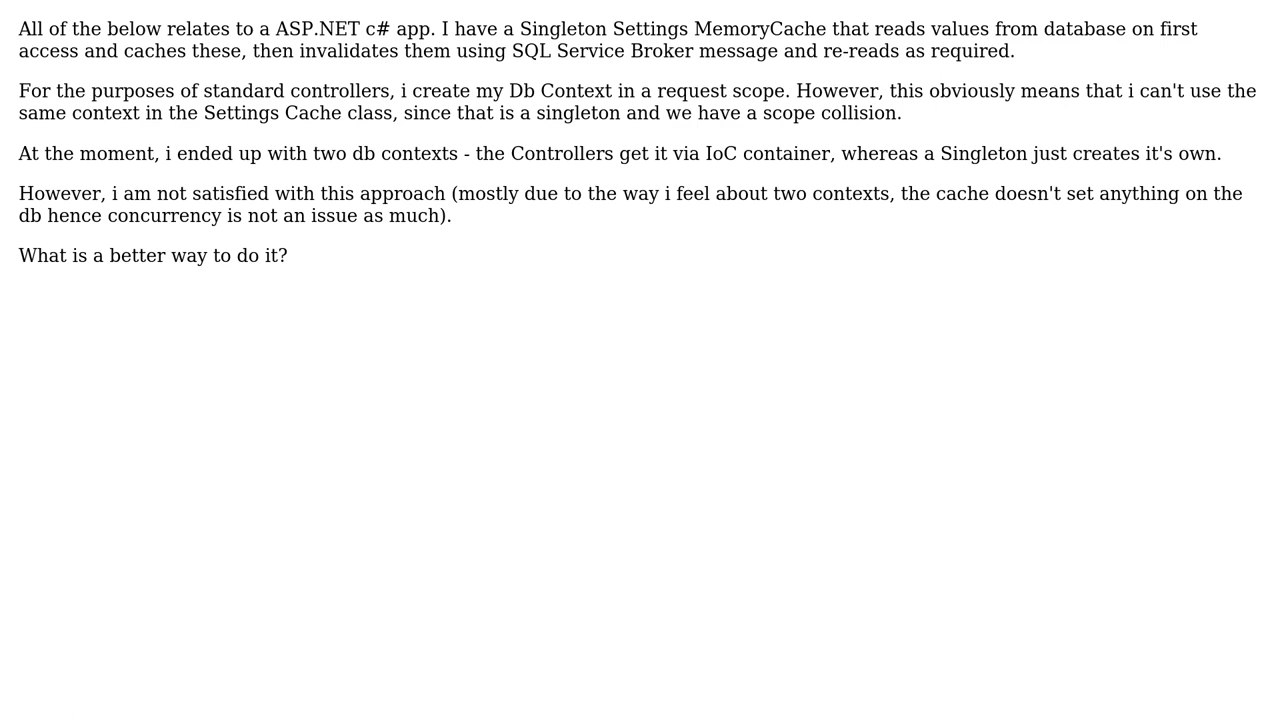 All of the below relates to a ASP.NET c# app. I have a Singleton Settings MemoryCache that reads values from database on first
access and caches these, then invalidates them using SQL Service Broker message and re-reads as required.
For the purposes of standard controllers, i create my Db Context in a request scope. However, this obviously means that i can't use the
same context in the Settings Cache class, since that is a singleton and we have a scope collision.
At the moment, i ended up with two db contexts - the Controllers get it via IoC container, whereas a Singleton just creates it's own.
However, i am not satisfied with this approach (mostly due to the way i feel about two contexts, the cache doesn't set anything on the
db hence concurrency is not an issue as much).
What is a better way to do it?